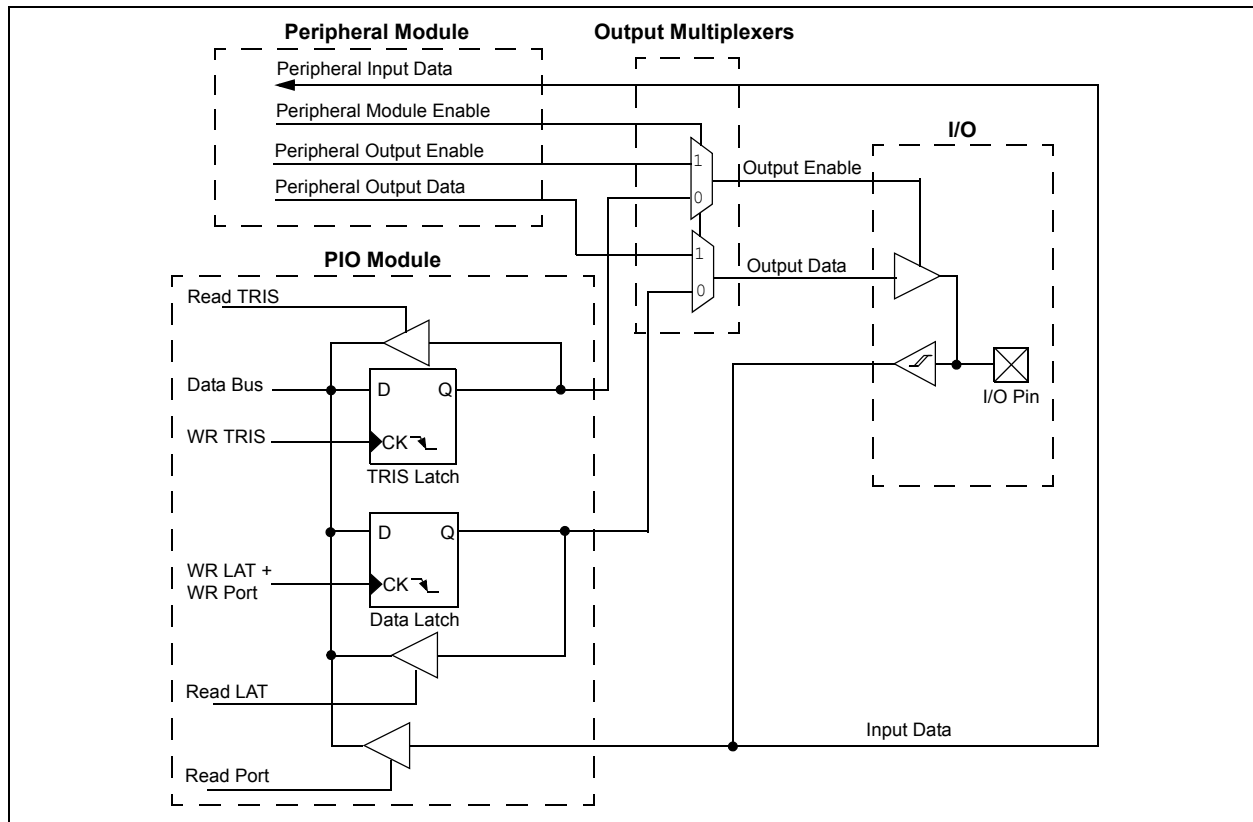 Peripheral Module
Output Multiplexers
Peripheral Input Data
Peripheral Module Enable
Peripheral Output Enable
Peripheral Output Data
1
0
1
0
Output Enable
Output Data
I/O
I/O Pin
PIO Module
Read TRIS
Data Bus
D
Q
WR TRIS
CK
TRIS Latch
D
Q
WR LAT +
WR Port
CK
Data Latch
Read LAT
Read Port
Input Data